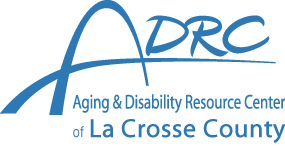 ADRC
Aging & Disability Resource Center
of La Crosse County